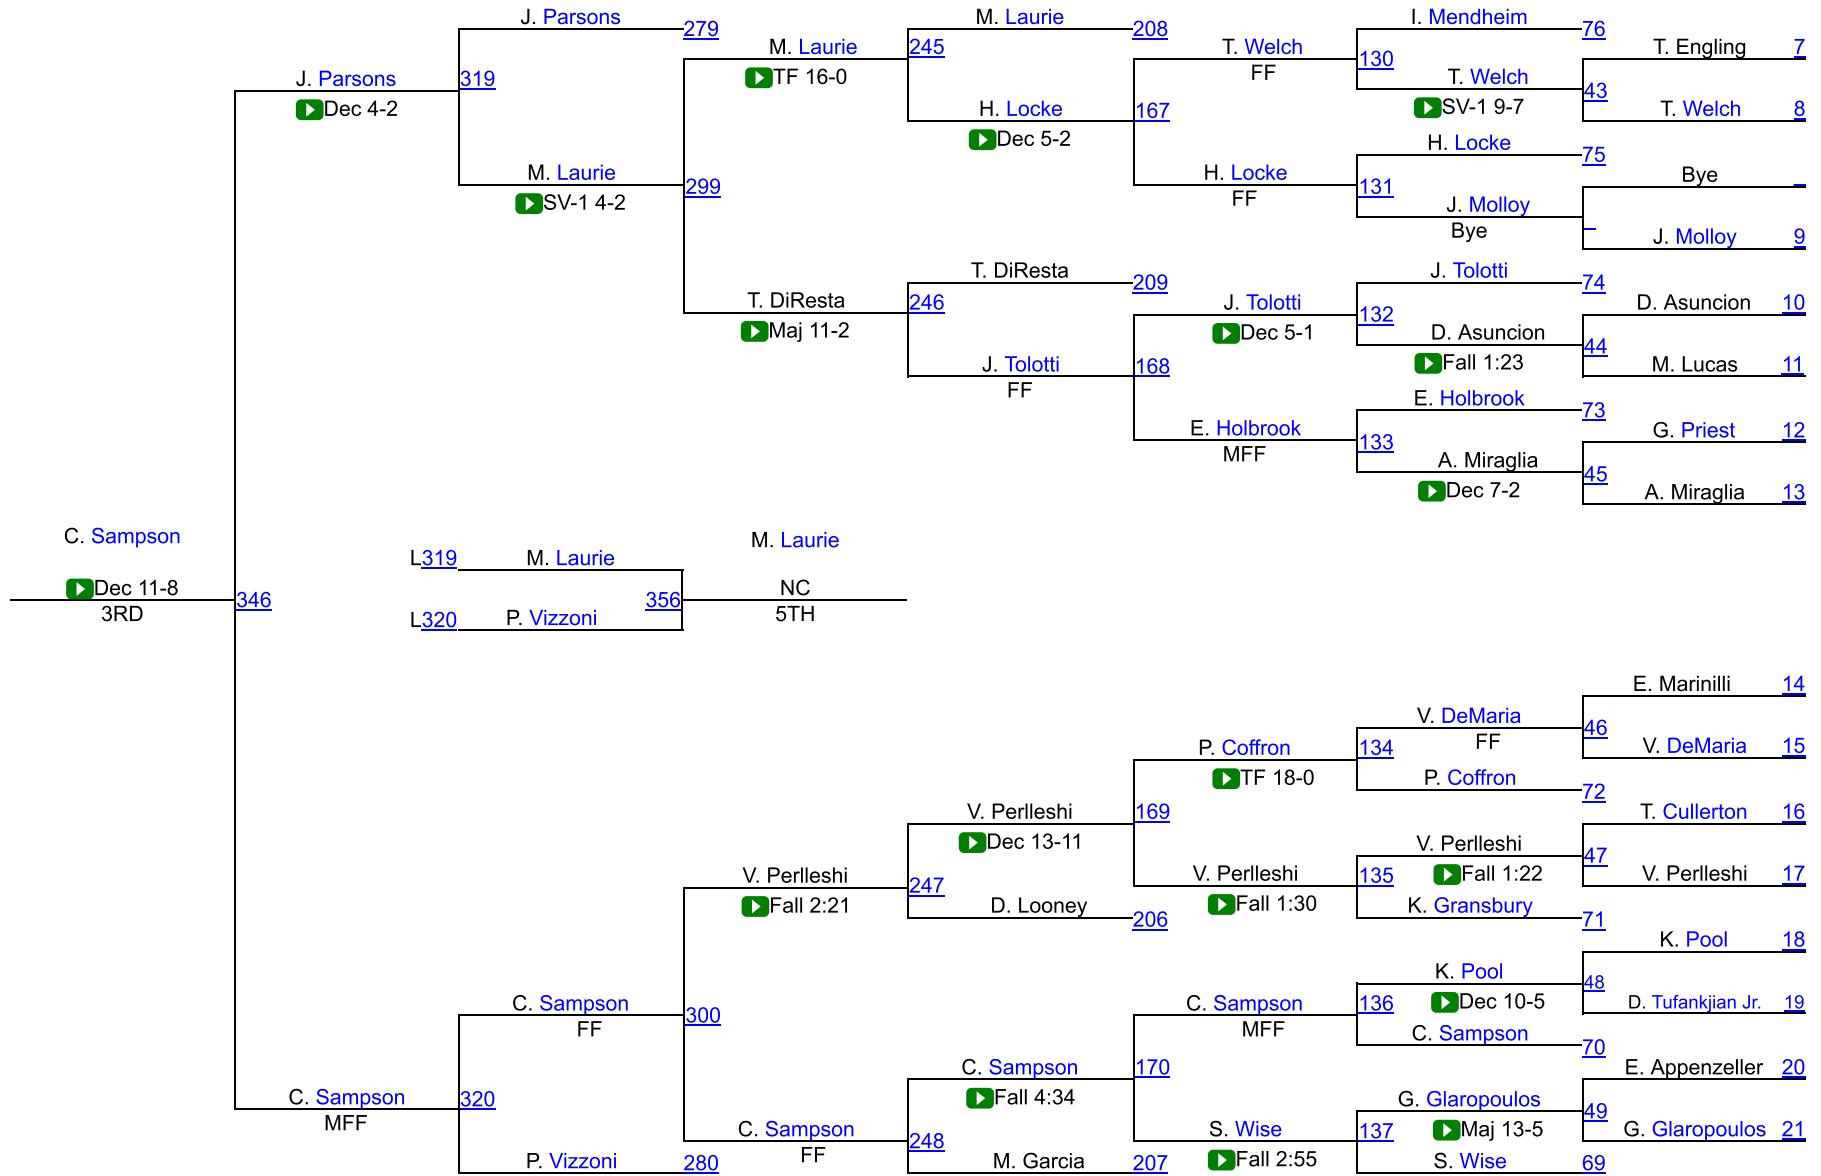 J. Parsons 279
M. Laurie 208
I. Mendheim 76
M. Laurie 245
T. Welch 130
T. Engling 7
J. Parsons 319
TF 16-0
FF
T. Welch 43
Dec 4-2
H. Locke 167
SV-1 9-7
T. Welch 8
Dec 5-2
H. Locke 75
M. Laurie 299
H. Locke 131
Bye
SV-1 4-2
FF
J. Molloy
Bye
J. Molloy 9
T. DiResta 209
J. Tolotti 74
T. DiResta 246
J. Tolotti 132
D. Asuncion 10
Maj 11-2
Dec 5-1
D. Asuncion 44
J. Tolotti 168
Fall 1:23
M. Lucas 11
FF
E. Holbrook 73
E. Holbrook 133
G. Priest 12
MFF
A. Miraglia 45
Dec 7-2
A. Miraglia 13
C. Sampson
M. Laurie
L319 M. Laurie
Dec 11-8 346
356 NC
3RD
L320 P. Vizzoni
5TH
E. Marinilli 14
V. DeMaria 46
P. Coffron 134
FF
V. DeMaria 15
TF 18-0
P. Coffron 72
V. Perlleshi 169
T. Cullerton 16
Dec 13-11
V. Perlleshi 47
V. Perlleshi 247
V. Perlleshi 135
Fall 1:22
V. Perlleshi 17
Fall 2:21
D. Looney 206
Fall 1:30
K. Gransbury 71
K. Pool 18
K. Pool 48
C. Sampson 300
C. Sampson 136
Dec 10-5
D. Tufankjian Jr. 19
FF
MFF
C. Sampson 70
C. Sampson 170
E. Appenzeller 20
C. Sampson 320
Fall 4:34
G. Glaropoulos 49
MFF
C. Sampson 248
S. Wise 137
Maj 13-5
G. Glaropoulos 21
FF
P. Vizzoni 280
M. Garcia 207
Fall 2:55
S. Wise 69